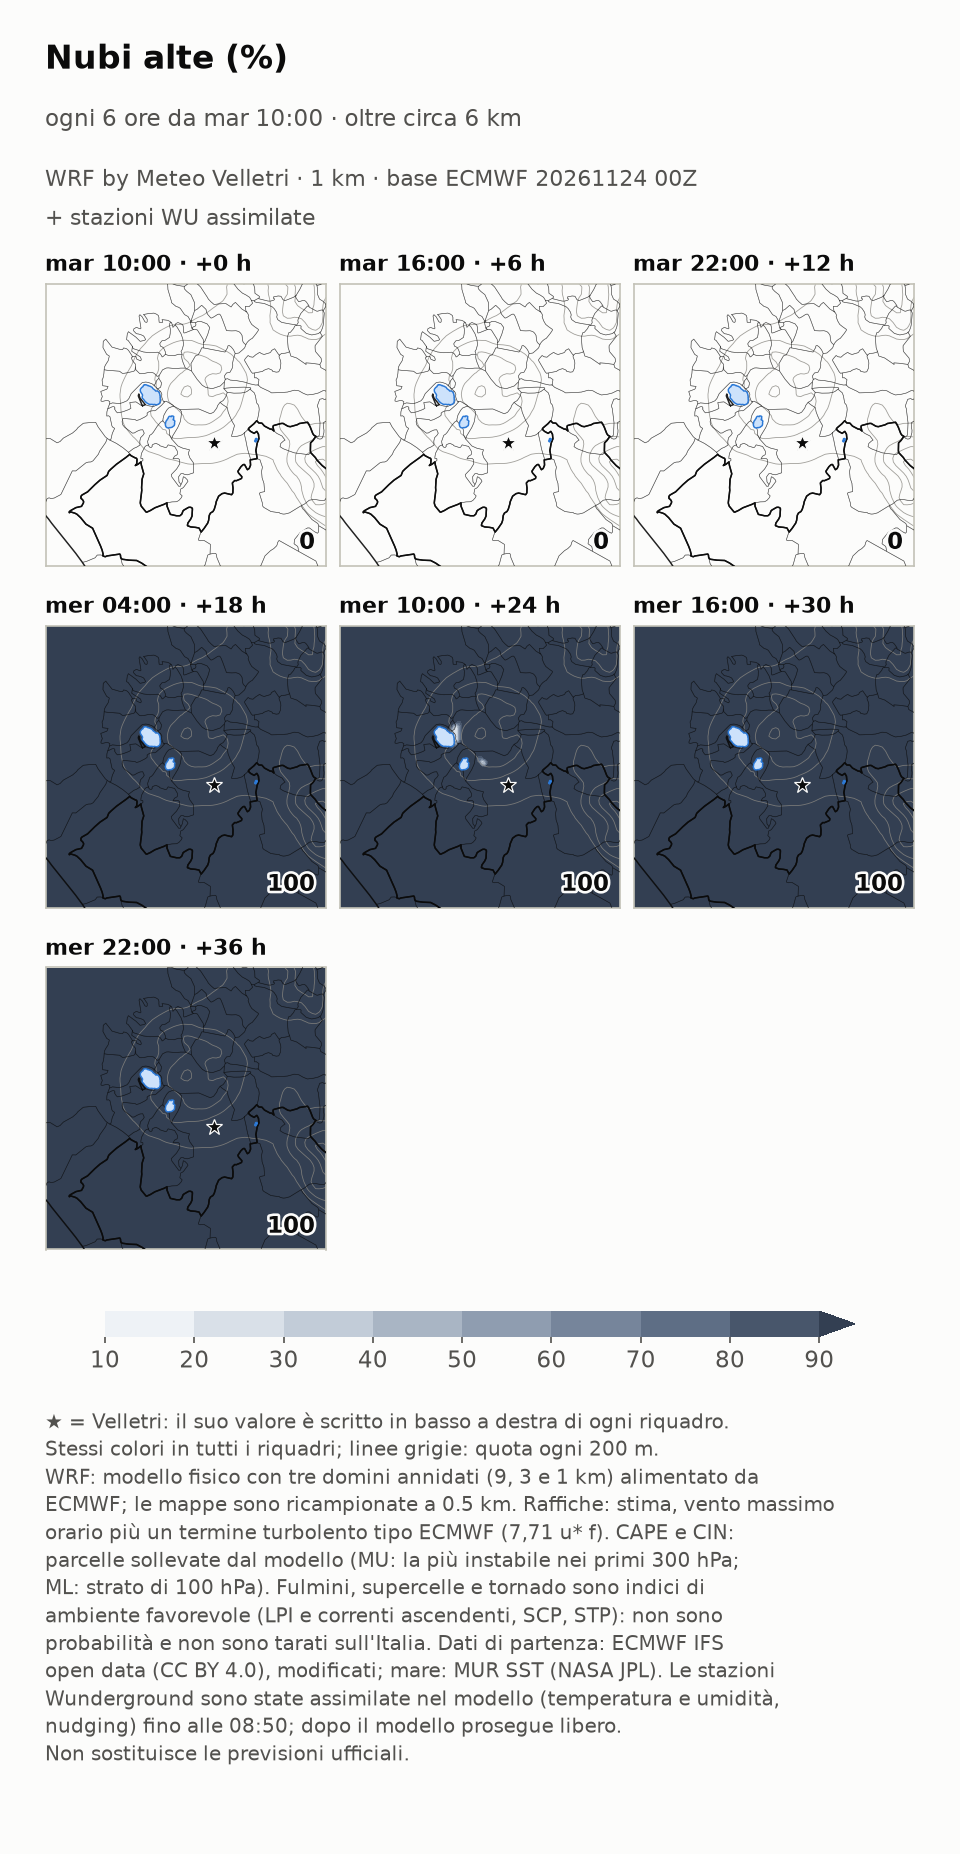 Nubi alte (%)
ogni 6 ore da mar 10:00 · oltre circa 6 km
WRF by Meteo Velletri · 1 km · base ECMWF 20261124 00Z
+ stazioni WU assimilate
mar 10:00 · +0 h
mar 16:00 · +6 h
mar 22:00 · +12 h
0
0
0
mer 04:00 · +18 h
mer 10:00 · +24 h
mer 16:00 · +30 h
100
100
100
mer 22:00 · +36 h
100
10 20 30 40 50 60 70 80 90
★ = Velletri: il suo valore è scritto in basso a destra di ogni riquadro.
Stessi colori in tutti i riquadri; linee grigie: quota ogni 200 m.
WRF: modello fisico con tre domini annidati (9, 3 e 1 km) alimentato da
ECMWF; le mappe sono ricampionate a 0.5 km. Raffiche: stima, vento massimo
orario più un termine turbolento tipo ECMWF (7,71 u* f). CAPE e CIN:
parcelle sollevate dal modello (MU: la più instabile nei primi 300 hPa;
ML: strato di 100 hPa). Fulmini, supercelle e tornado sono indici di
ambiente favorevole (LPI e correnti ascendenti, SCP, STP): non sono
probabilità e non sono tarati sull'Italia. Dati di partenza: ECMWF IFS
open data (CC BY 4.0), modificati; mare: MUR SST (NASA JPL). Le stazioni
Wunderground sono state assimilate nel modello (temperatura e umidità,
nudging) fino alle 08:50; dopo il modello prosegue libero.
Non sostituisce le previsioni ufficiali.